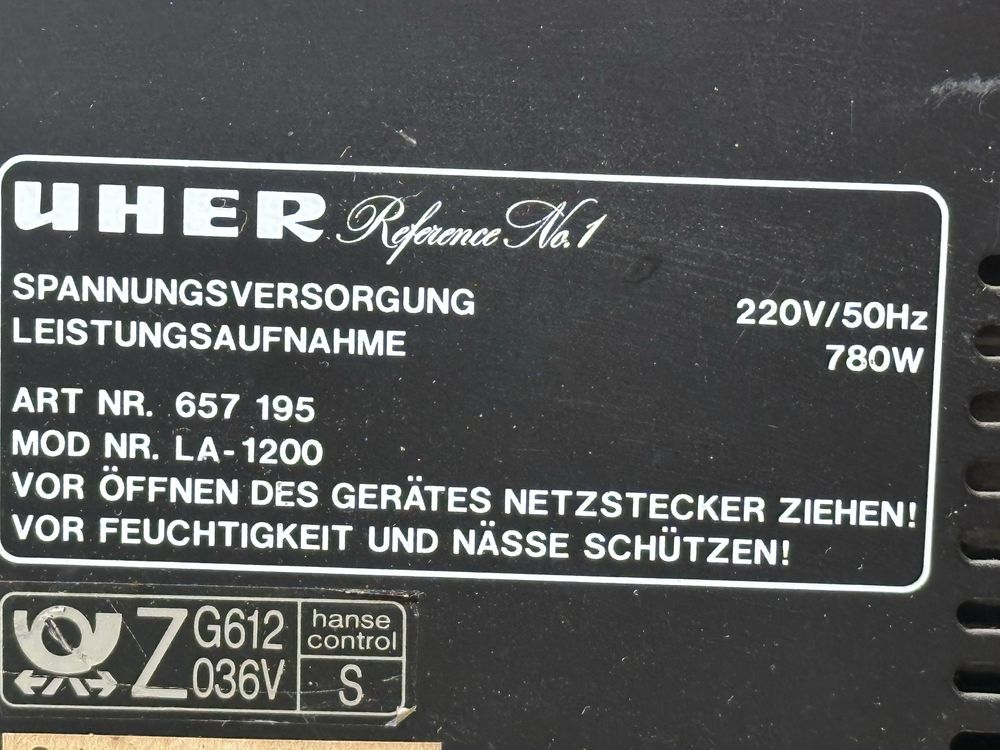 UHER Reference No.1
SPANNUNGSVERSORGUNG 220V/50Hz
LEISTUNGSAUFNAHME 780W
ART NR. 657 195
MOD NR. LA-1200
VOR ÖFFNEN DES GERÄTES NETZSTECKER ZIEHEN!
VOR FEUCHTIGKEIT UND NÄSSE SCHÜTZEN!
Z G612
036V
hanse
control
S